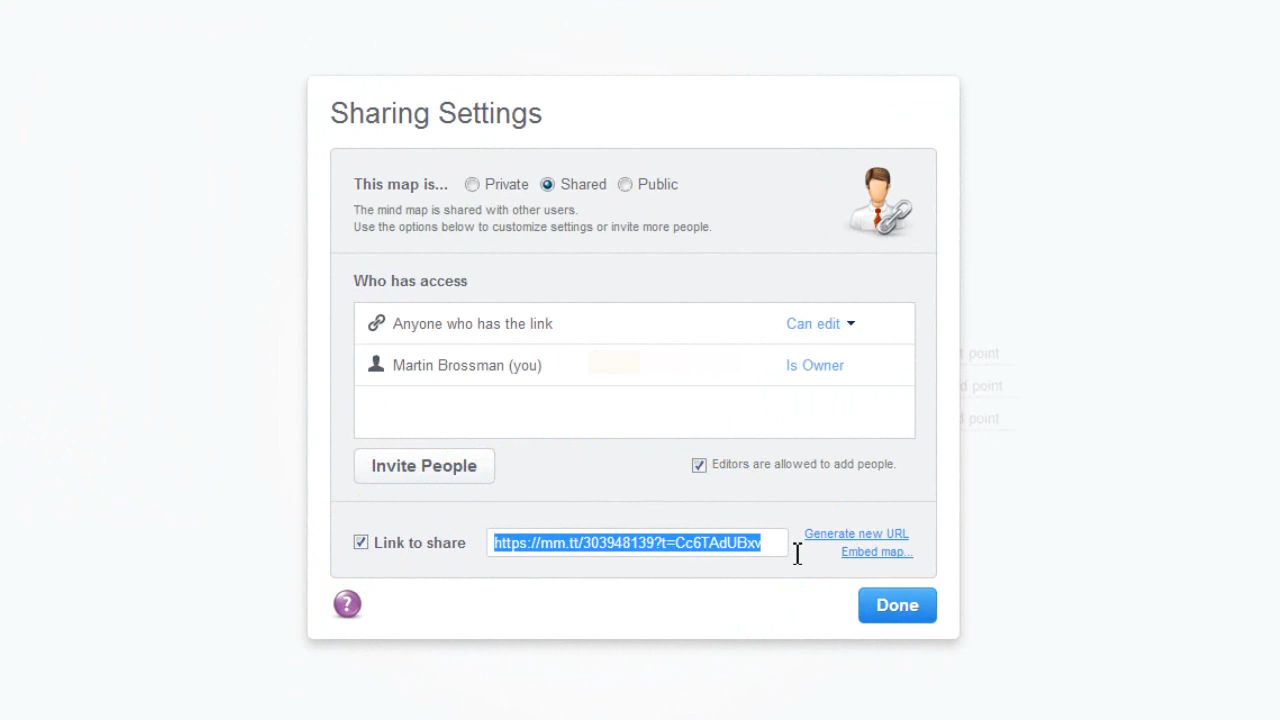 Sharing Settings
This map is... Private Shared Public
The mind map is shared with other users.
Use the options below to customize settings or invite more people.
Who has access
Anyone who has the link Can edit
Martin Brossman (you) Is Owner
point
point
point
Invite People Editors are allowed to add people.
Link to share https://mm.tt/303948139?t=Cc6TAdUBxv Generate new URL
Embed map...
? Done